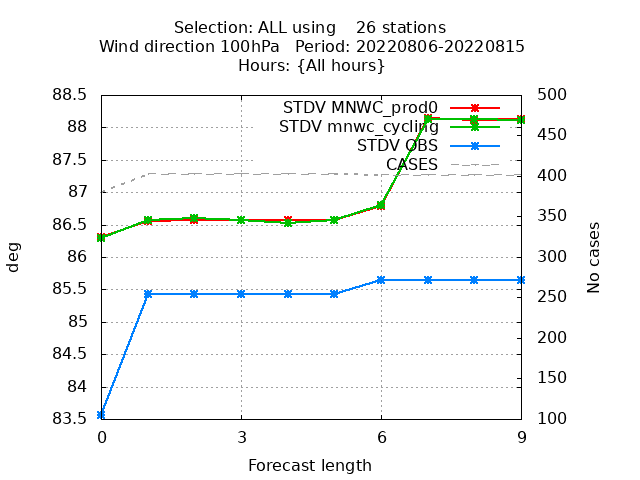 Selection: ALL using    26 stations
Wind direction 100hPa   Period: 20220806-20220815
Hours: {All hours}
88.5
88
87.5
87
86.5
86
85.5
85
84.5
84
83.5
500
450
400
350
300
250
200
150
100
STDV MNWC_prod0
STDV mnwc_cycling
STDV OBS
CASES
deg
No cases
0
3
6
9
Forecast length